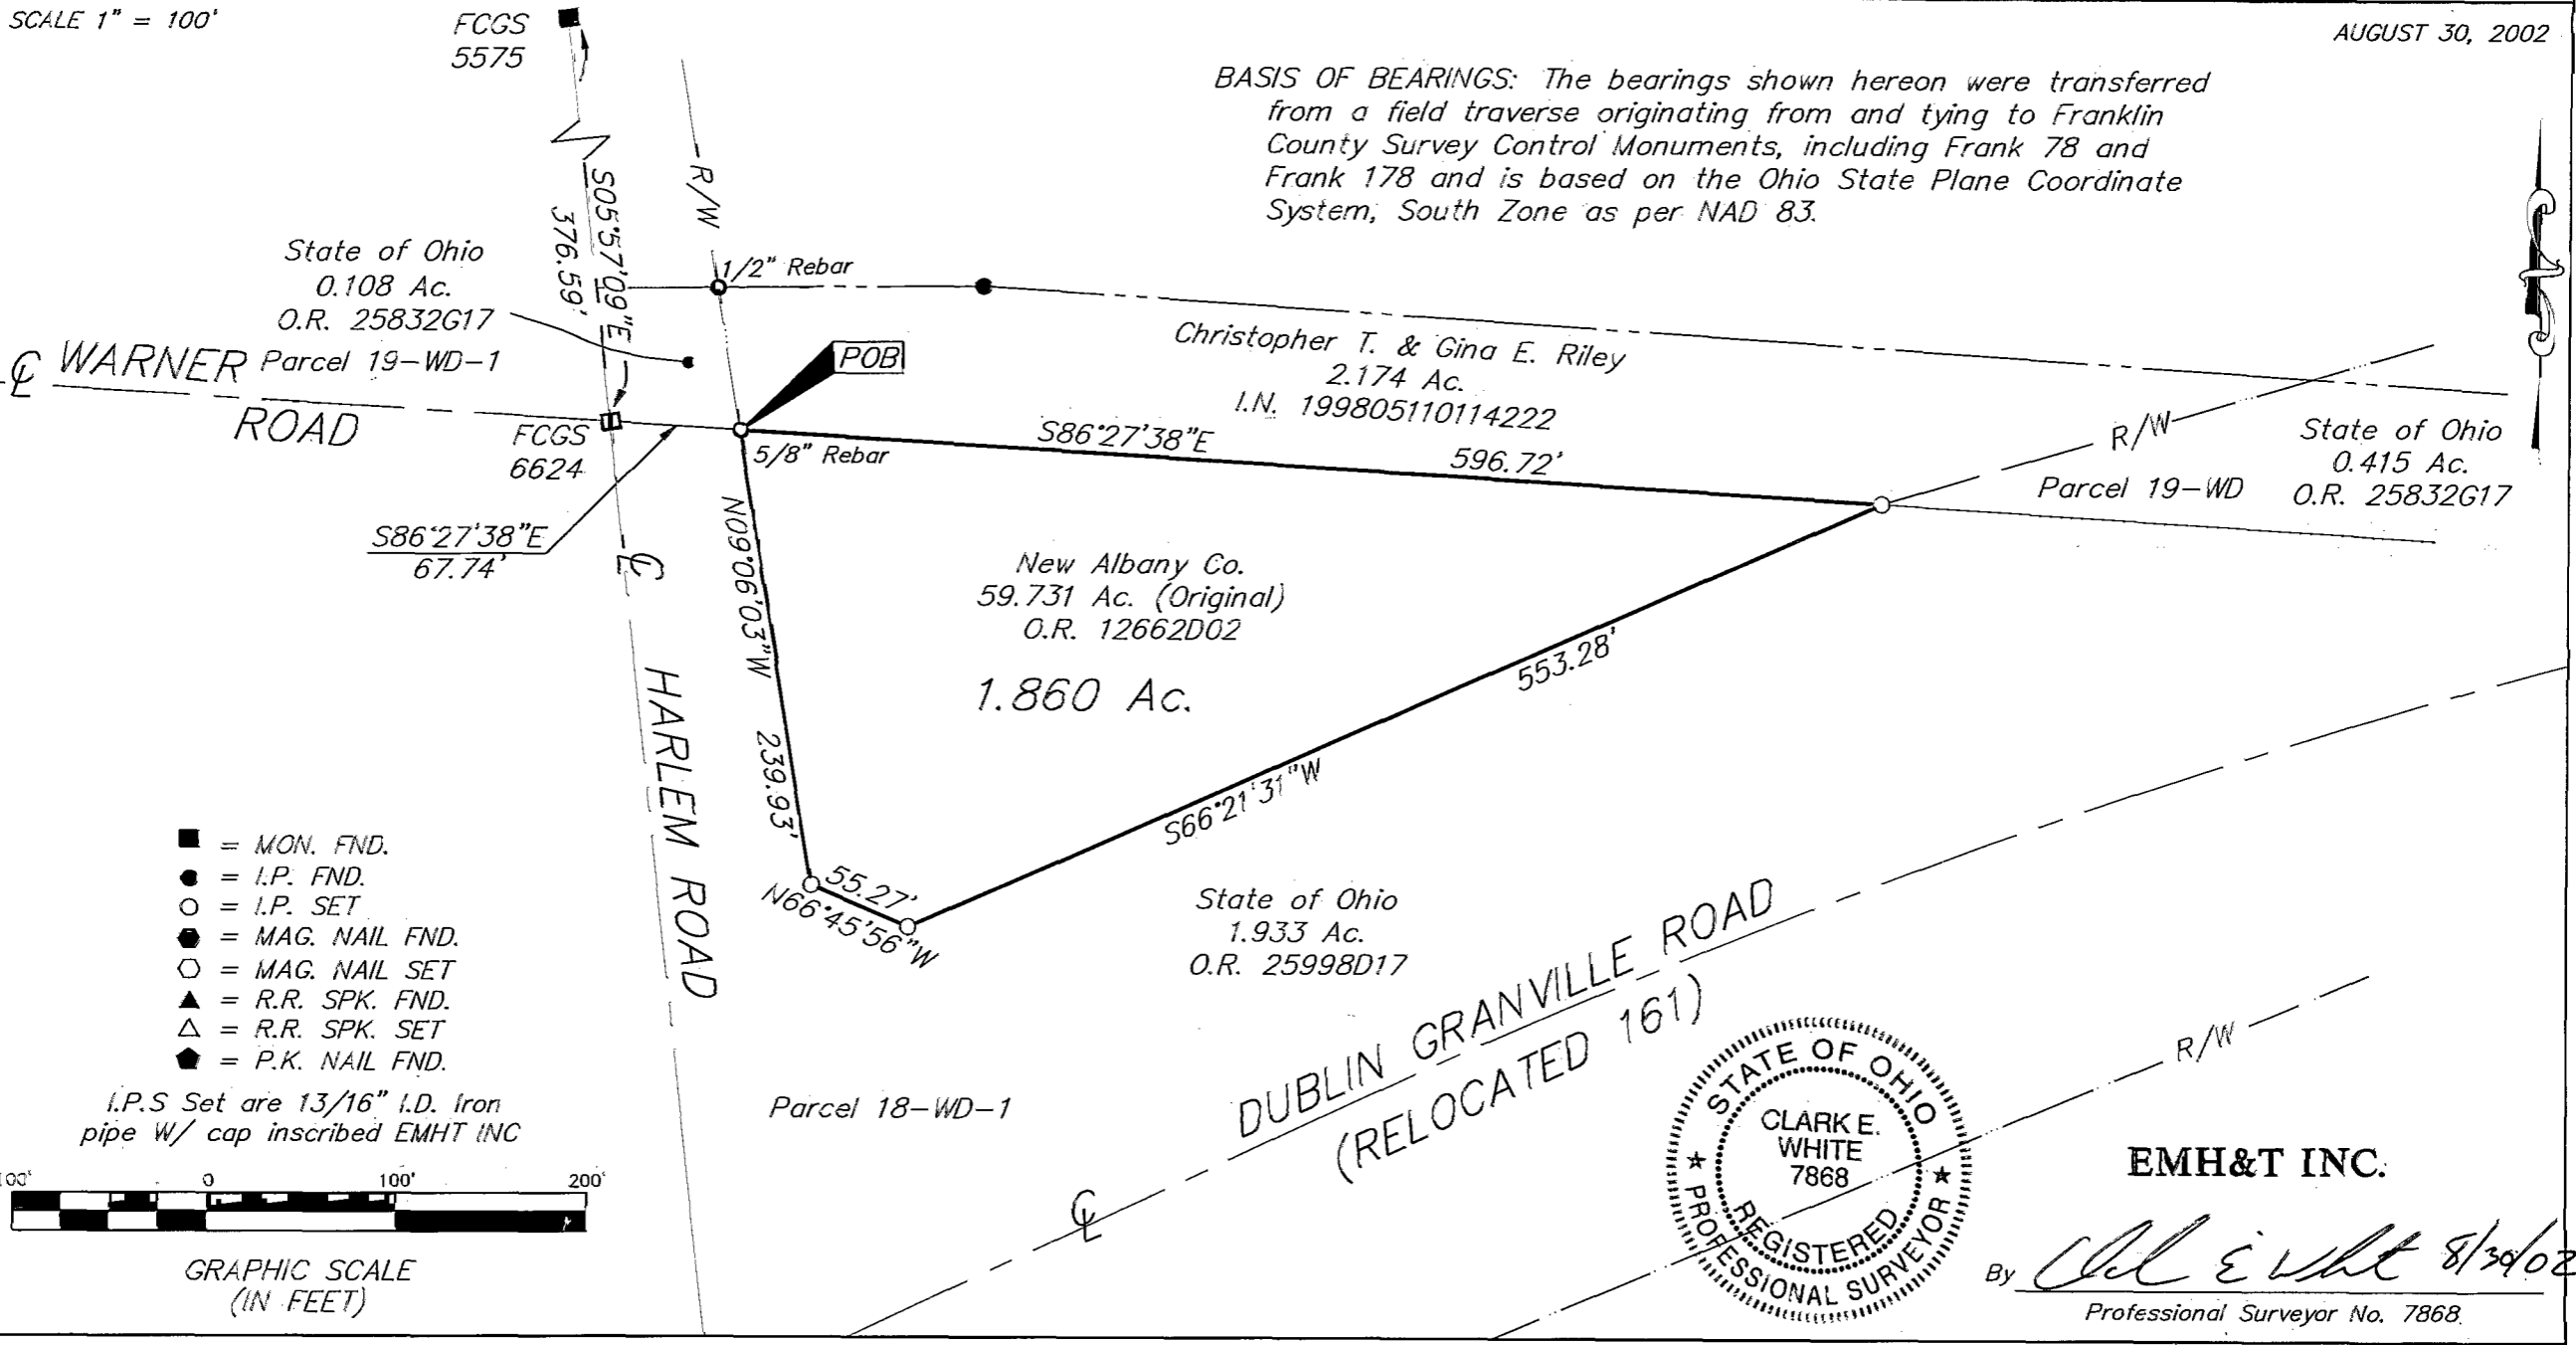 SCALE 1" = 100'
AUGUST 30, 2002
FCGS
5575
BASIS OF BEARINGS: The bearings shown hereon were transferred
from a field traverse originating from and tying to Franklin
County Survey Control Monuments, including Frank 78 and
Frank 178 and is based on the Ohio State Plane Coordinate
System, South Zone as per NAD 83.
R/W
S05°57'09"E
376.59'
State of Ohio
0.108 Ac.
O.R. 25832G17
Parcel 19-WD-1
1/2" Rebar
POB
℄ WARNER
ROAD
FCGS
6624
5/8" Rebar
S86°27'38"E
67.74'
Christopher T. & Gina E. Riley
2.174 Ac.
I.N. 199805110114222
S86°27'38"E
596.72'
R/W
State of Ohio
0.415 Ac.
O.R. 25832G17
Parcel 19-WD
℄ HARLEM ROAD
N09°06'03"W
239.93'
New Albany Co.
59.731 Ac. (Original)
O.R. 12662D02
1.860 Ac.
553.28'
S66°21'31"W
55.27'
N66°45'56"W
State of Ohio
1.933 Ac.
O.R. 25998D17
Parcel 18-WD-1
℄
DUBLIN GRANVILLE ROAD
(RELOCATED 161)
R/W
■ = MON. FND.
● = I.P. FND.
○ = I.P. SET
⬢ = MAG. NAIL FND.
⬡ = MAG. NAIL SET
▲ = R.R. SPK. FND.
△ = R.R. SPK. SET
⬟ = P.K. NAIL FND.
I.P.S Set are 13/16" I.D. Iron
pipe W/ cap inscribed EMHT INC
00' 0 100' 200'
GRAPHIC SCALE
(IN FEET)
STATE OF OHIO
CLARK E.
WHITE
7868
REGISTERED
★ PROFESSIONAL SURVEYOR ★
EMH&T INC.
By Clark E White 8/30/02
Professional Surveyor No. 7868